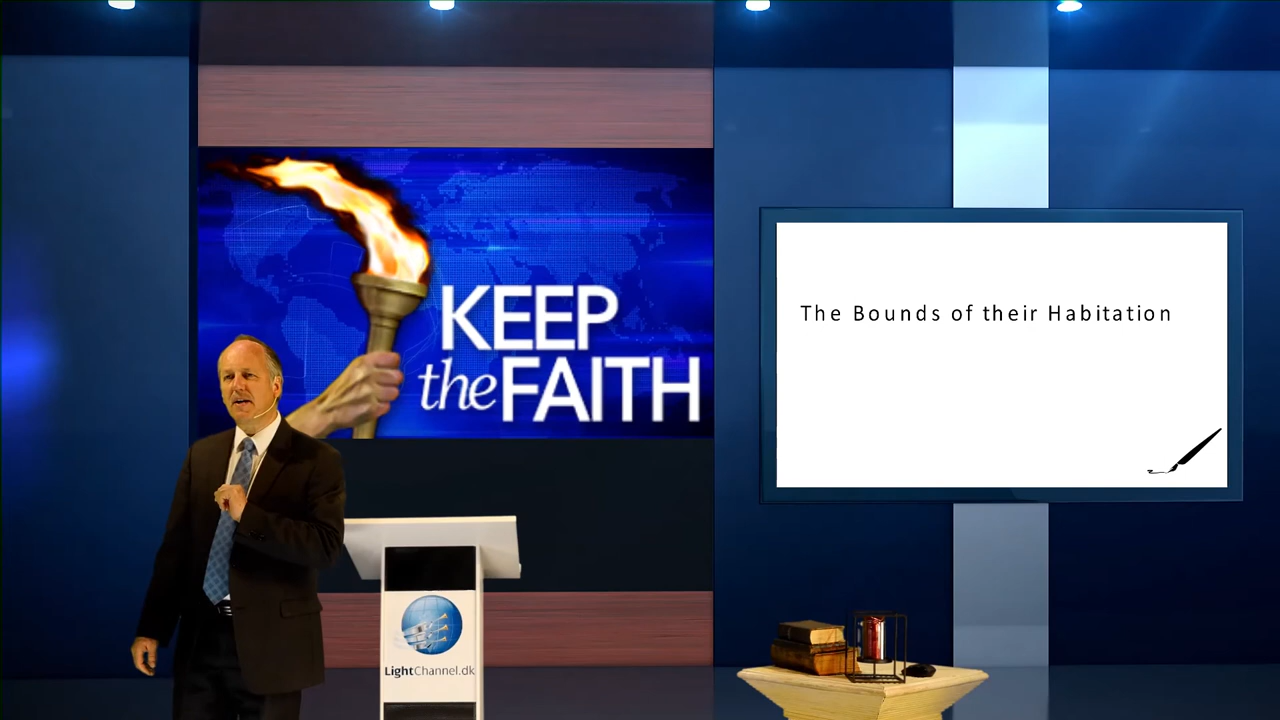 KEEP
the FAITH
The Bounds of their Habitation
LightChannel.dk